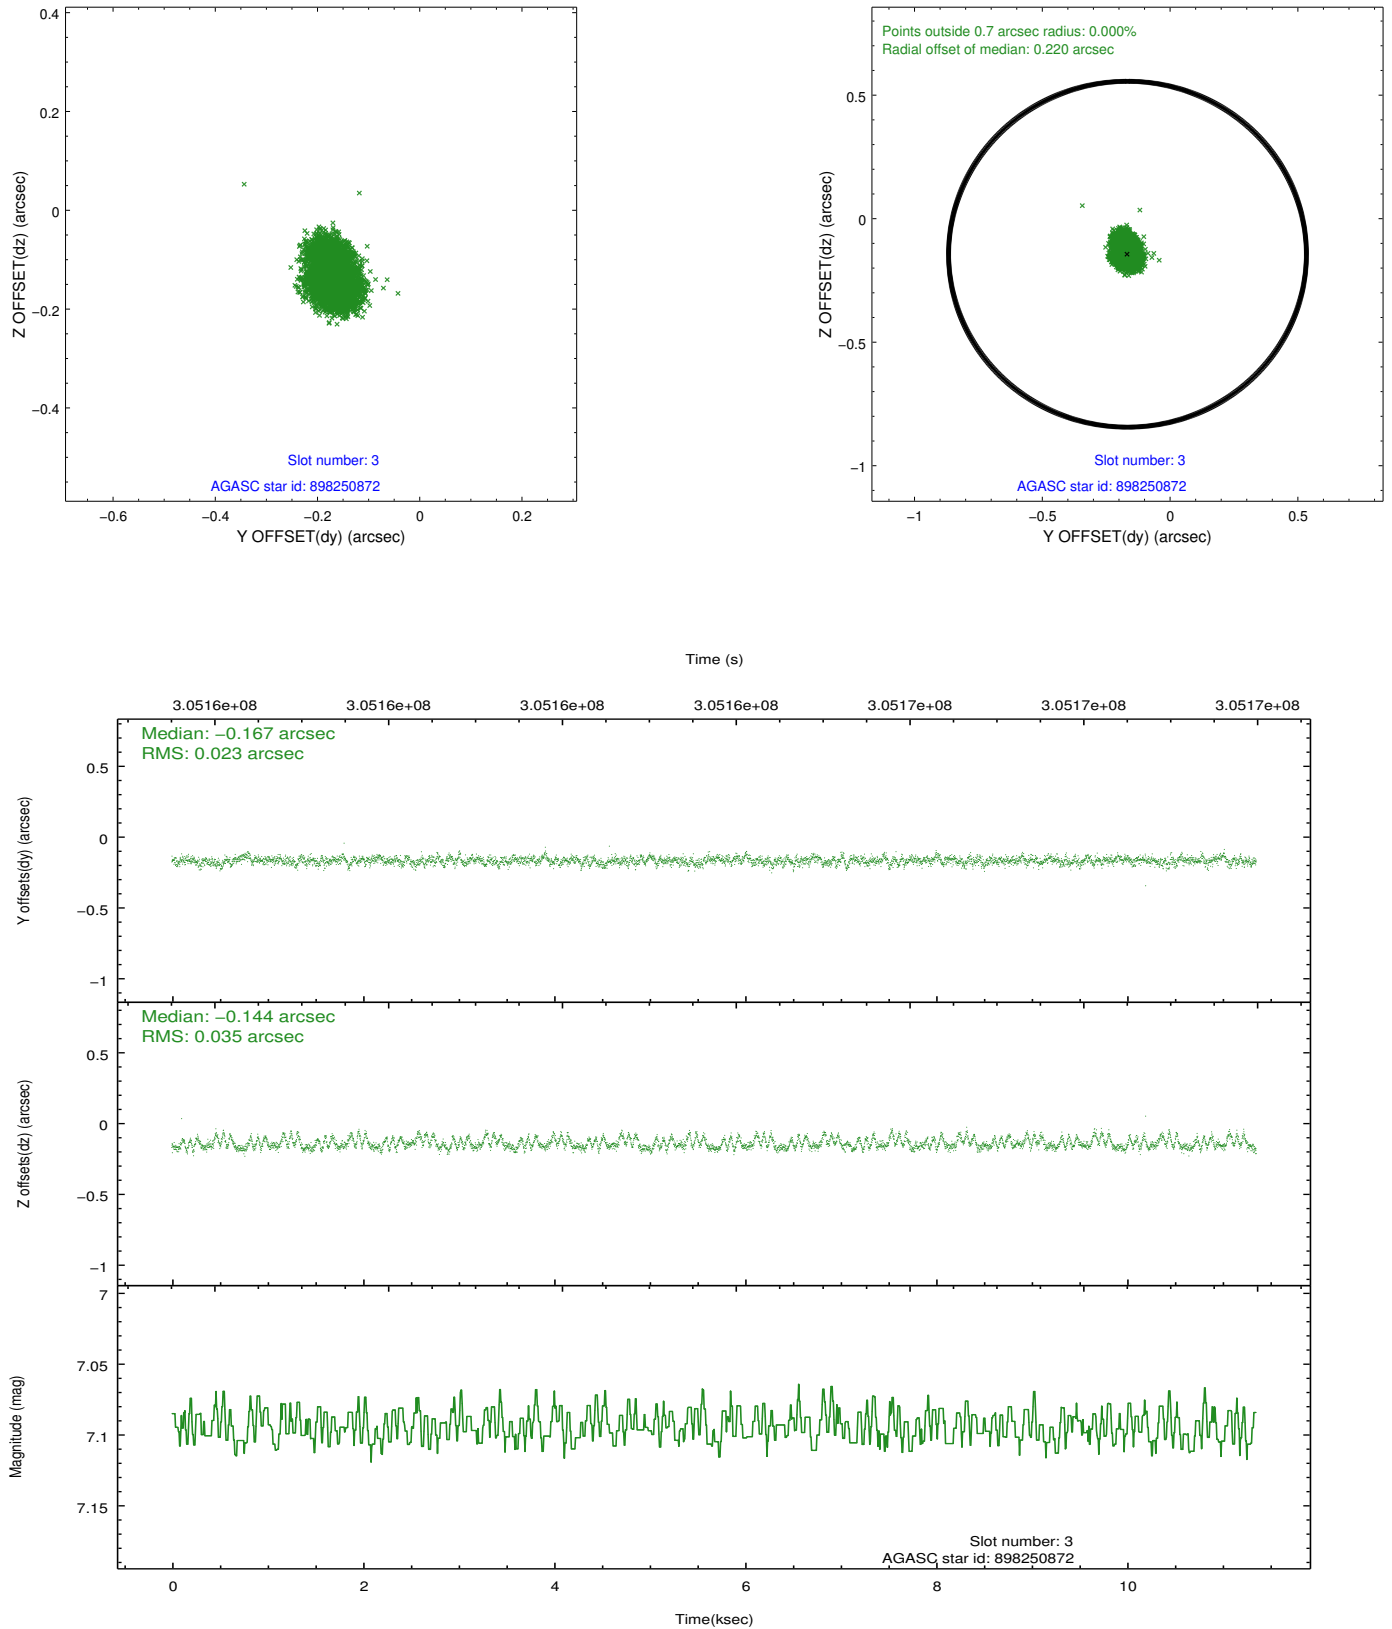 0.4
0.2
0
−0.2
−0.4
Z OFFSET(dz) (arcsec)
Slot number: 3
AGASC star id: 898250872
−0.6 −0.4 −0.2 0 0.2
Y OFFSET(dy) (arcsec)
Points outside 0.7 arcsec radius: 0.000%
Radial offset of median: 0.220 arcsec
0.5
0
−0.5
−1
Z OFFSET(dz) (arcsec)
Slot number: 3
AGASC star id: 898250872
−1 −0.5 0 0.5
Y OFFSET(dy) (arcsec)
Time (s)
3.0516e+08 3.0516e+08 3.0516e+08 3.0516e+08 3.0517e+08 3.0517e+08 3.0517e+08
Median: −0.167 arcsec
RMS: 0.023 arcsec
0.5
0
−0.5
−1
Y offsets(dy) (arcsec)
Median: −0.144 arcsec
RMS: 0.035 arcsec
0.5
0
−0.5
−1
Z offsets(dz) (arcsec)
7
7.05
7.1
7.15
Magnitude (mag)
Slot number: 3
AGASC star id: 898250872
0 2 4 6 8 10
Time(ksec)